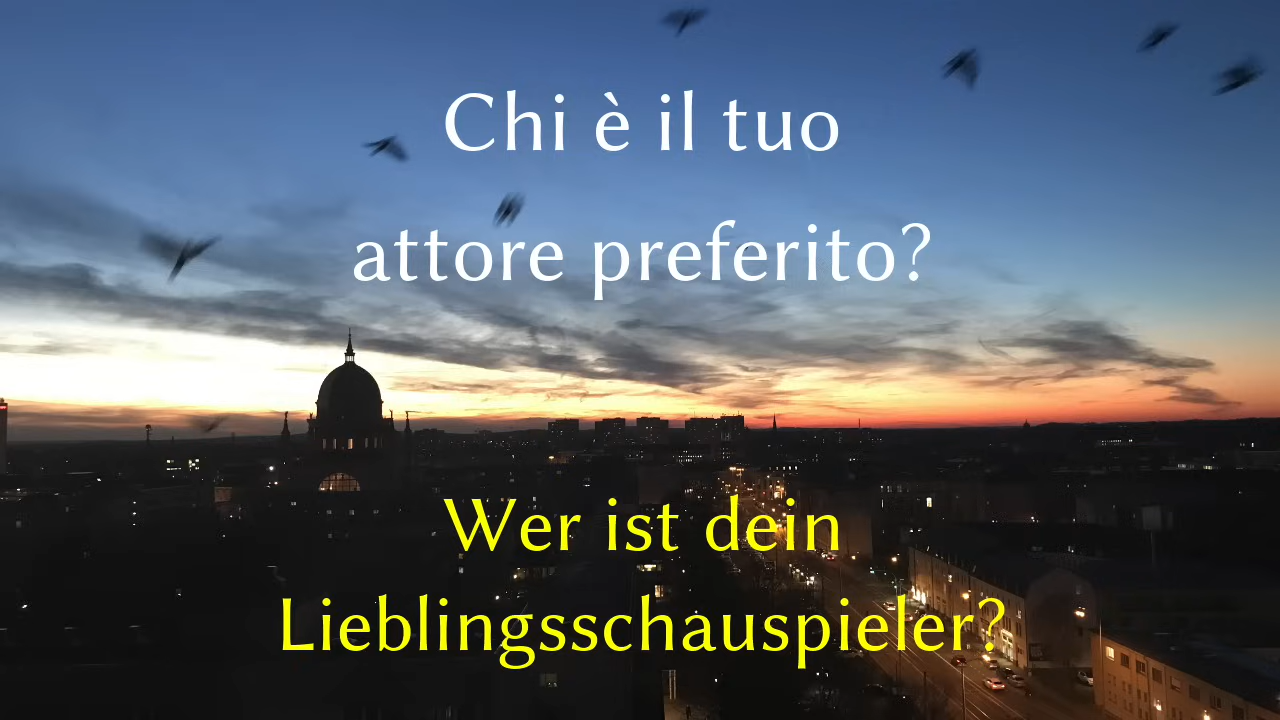 Chi è il tuo
attore preferito?
Wer ist dein
Lieblingsschauspieler?